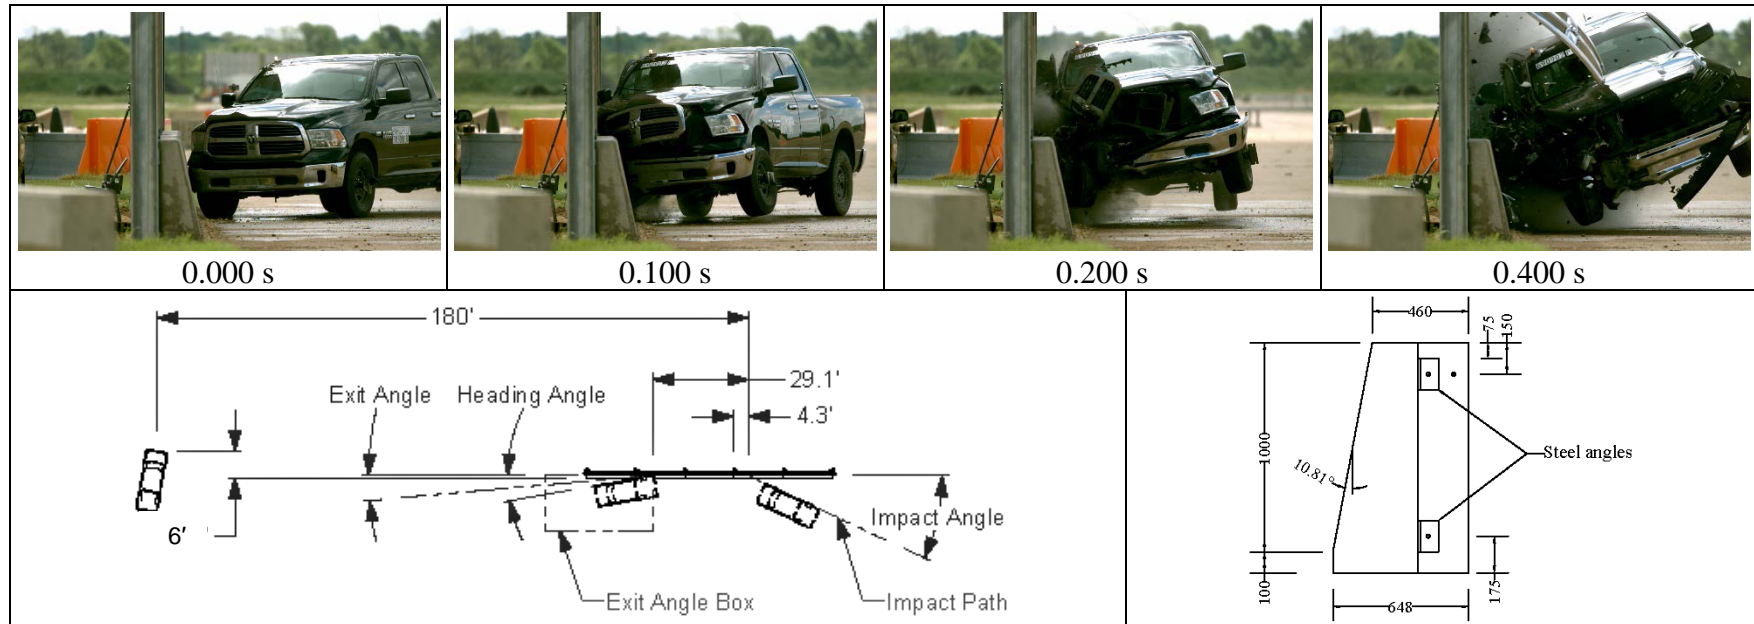 0.000 s
0.100 s
0.200 s
0.400 s
180'
29.1'
Exit Angle
Heading Angle
4.3'
Impact Angle
6'
Exit Angle Box
Impact Path
460
75
150
1000
10.81°
Steel angles
100
175
648